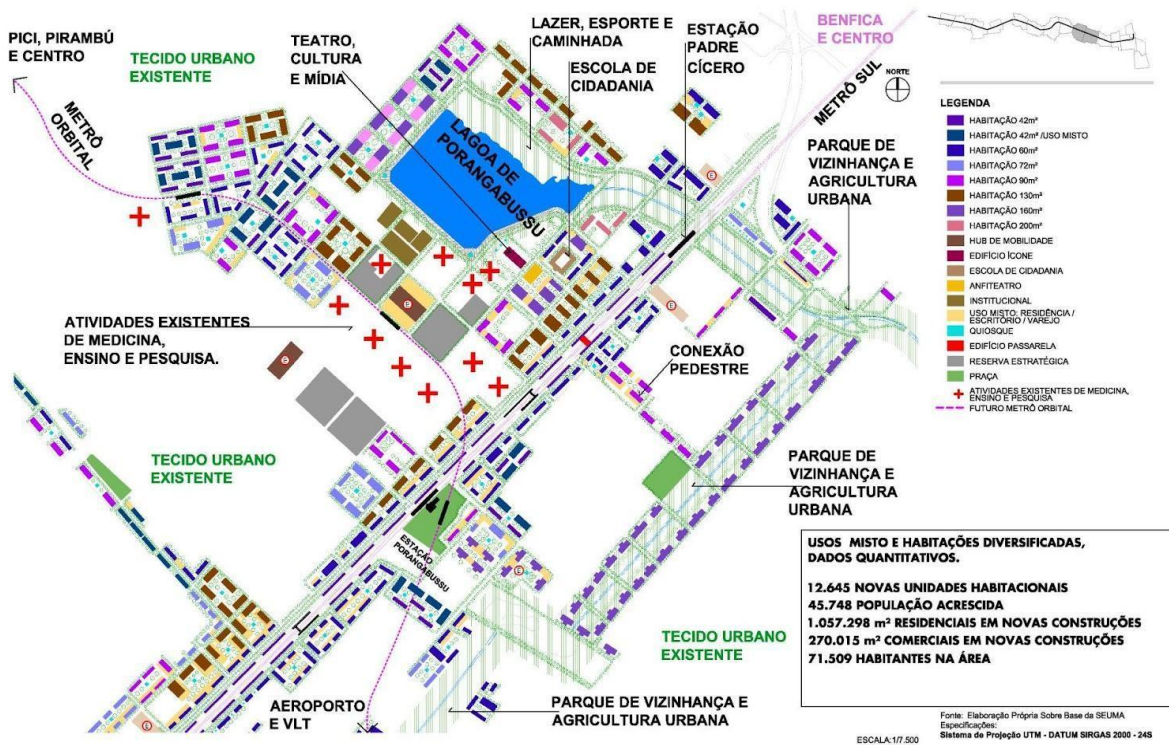 PICI, PIRAMBÚ
E CENTRO
TECIDO URBANO
EXISTENTE
METRÔ
ORBITAL
TEATRO,
CULTURA
E MÍDIA
LAZER, ESPORTE E
CAMINHADA
ESCOLA DE
CIDADANIA
ESTAÇÃO
PADRE
CÍCERO
BENFICA
E CENTRO
METRÔ SUL
NORTE
LAGOA DE
PORANGABUSSU
PARQUE DE
VIZINHANÇA E
AGRICULTURA
URBANA
ATIVIDADES EXISTENTES
DE MEDICINA,
ENSINO E PESQUISA.
CONEXÃO
PEDESTRE
TECIDO URBANO
EXISTENTE
PARQUE DE
VIZINHANÇA E
AGRICULTURA
URBANA
ESTAÇÃO
PORANGABUSSU
TECIDO URBANO
EXISTENTE
AEROPORTO
E VLT
PARQUE DE VIZINHANÇA E
AGRICULTURA URBANA
E
E
E
E
E
E
LEGENDA
HABITAÇÃO 42m²
HABITAÇÃO 42m² /USO MISTO
HABITAÇÃO 60m²
HABITAÇÃO 72m²
HABITAÇÃO 90m²
HABITAÇÃO 130m²
HABITAÇÃO 160m²
HABITAÇÃO 200m²
HUB DE MOBILIDADE
EDIFÍCIO ÍCONE
ESCOLA DE CIDADANIA
ANFITEATRO
INSTITUCIONAL
USO MISTO: RESIDÊNCIA /
ESCRITÓRIO / VAREJO
QUIOSQUE
EDIFÍCIO PASSARELA
RESERVA ESTRATÉGICA
PRAÇA
ATIVIDADES EXISTENTES DE MEDICINA,
ENSINO E PESQUISA
FUTURO METRÔ ORBITAL
USOS MISTO E HABITAÇÕES DIVERSIFICADAS,
DADOS QUANTITATIVOS.
12.645 NOVAS UNIDADES HABITACIONAIS
45.748 POPULAÇÃO ACRESCIDA
1.057.298 m² RESIDENCIAIS EM NOVAS CONSTRUÇÕES
270.015 m² COMERCIAIS EM NOVAS CONSTRUÇÕES
71.509 HABITANTES NA ÁREA
ESCALA:1/7.500
Fonte: Elaboração Própria Sobre Base da SEUMA
Especificações:
Sistema de Projeção UTM - DATUM SIRGAS 2000 - 24S